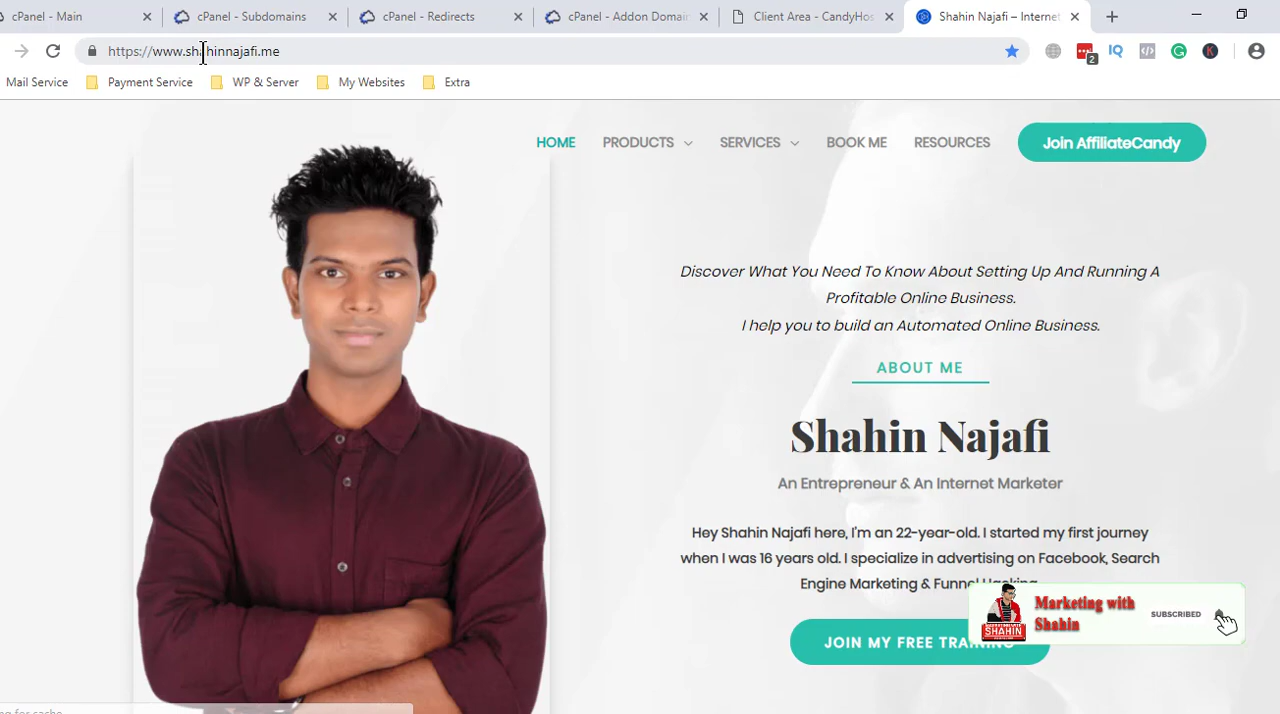 cPanel - Main
cPanel - Subdomains
cPanel - Redirects
cPanel - Addon Domain
Client Area - CandyHos
Shahin Najafi – Internet
https://www.shahinnajafi.me
2
IQ
K
Mail Service
Payment Service
WP & Server
My Websites
Extra
HOME
PRODUCTS
SERVICES
BOOK ME
RESOURCES
Join AffiliateCandy
Discover What You Need To Know About Setting Up And Running A
Profitable Online Business.
I help you to build an Automated Online Business.
ABOUT ME
Shahin Najafi
An Entrepreneur & An Internet Marketer
Hey Shahin Najafi here, I'm an 22-year-old. I started my first journey
when I was 16 years old. I specialize in advertising on Facebook, Search
Engine Marketing & Funnel Hacking.
Marketing with
Shahin
SUBSCRIBED
SHAHIN
JOIN MY FREE TRAINING